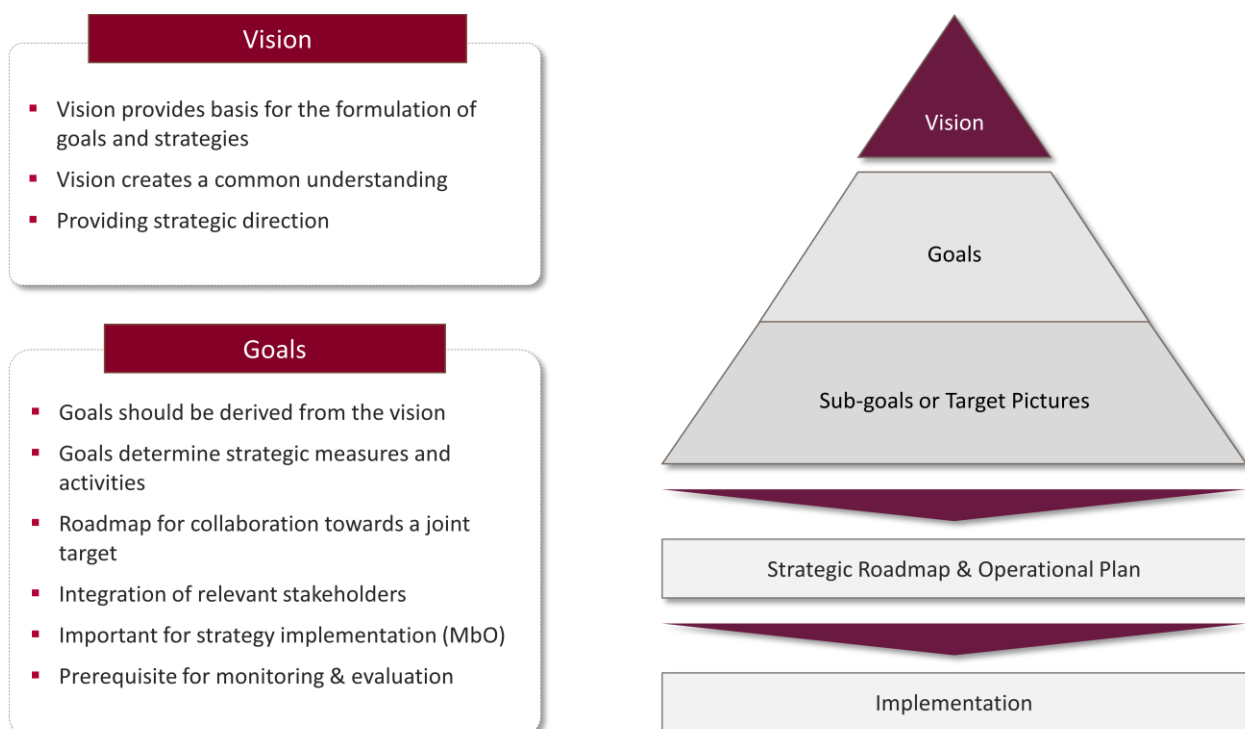 Vision
▪ Vision provides basis for the formulation of
goals and strategies
▪ Vision creates a common understanding
▪ Providing strategic direction
Goals
▪ Goals should be derived from the vision
▪ Goals determine strategic measures and
activities
▪ Roadmap for collaboration towards a joint
target
▪ Integration of relevant stakeholders
▪ Important for strategy implementation (MbO)
▪ Prerequisite for monitoring & evaluation
Vision
Goals
Sub-goals or Target Pictures
Strategic Roadmap & Operational Plan
Implementation